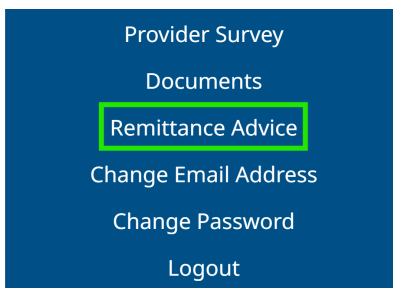 Provider Survey
Documents
Remittance Advice
Change Email Address
Change Password
Logout